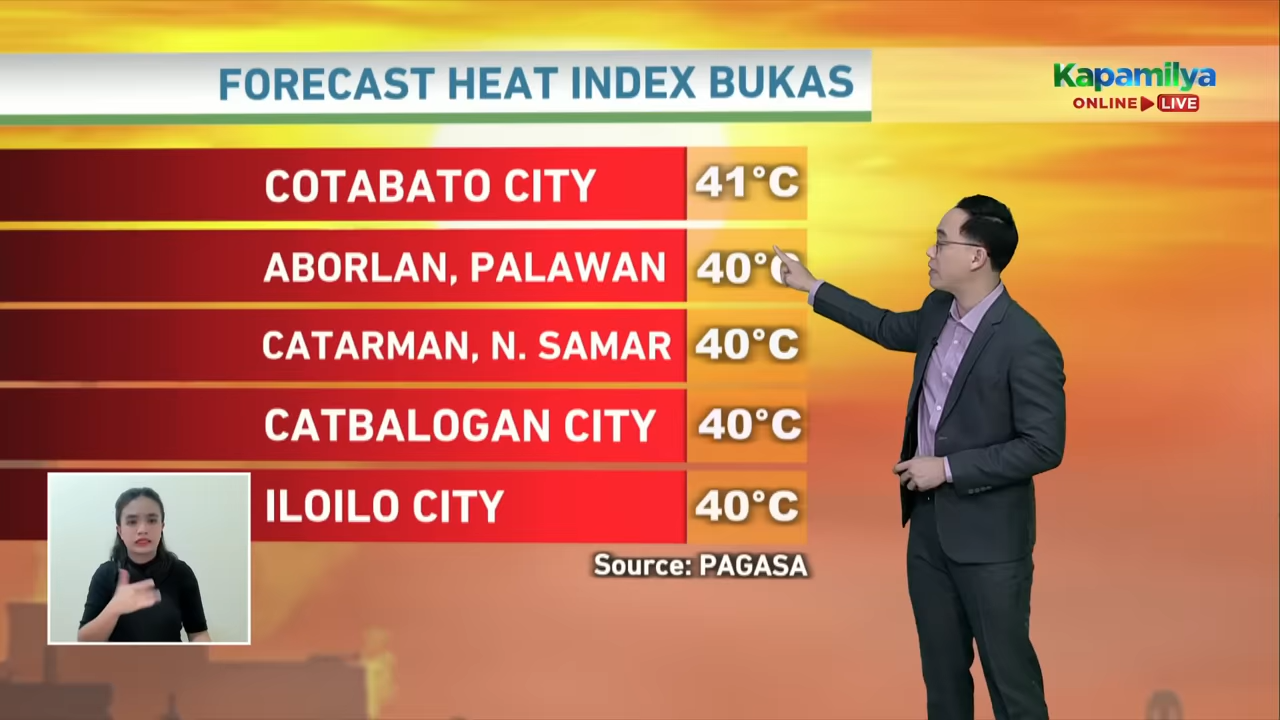 FORECAST HEAT INDEX BUKAS
Kapamilya
ONLINE LIVE
COTABATO CITY 41°C
ABORLAN, PALAWAN 40°C
CATARMAN, N. SAMAR 40°C
CATBALOGAN CITY 40°C
ILOILO CITY 40°C
Source: PAGASA